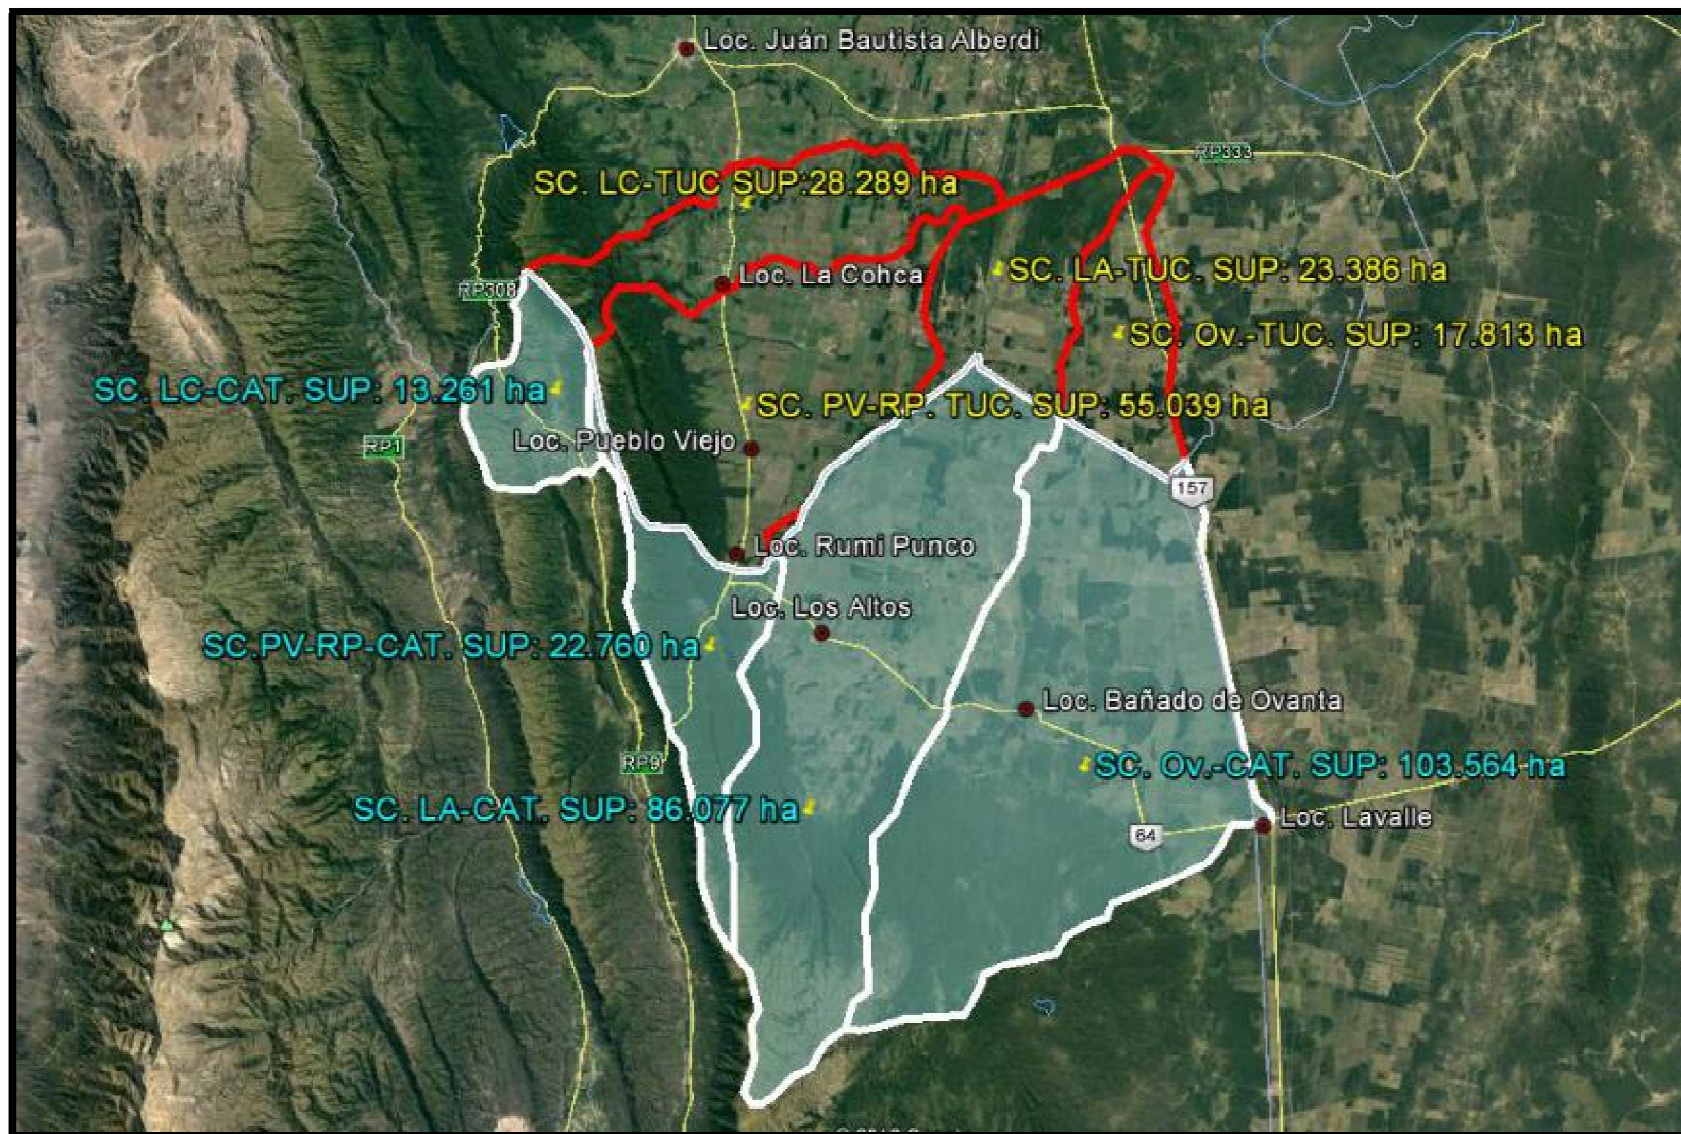 Loc. Juán Bautista Alberdi
RP333
SC. LC-TUC SUP:28.289 ha
SC. LA-TUC. SUP: 23.386 ha
Loc. La Cohca
RP308
SC. Ov.-TUC. SUP: 17.813 ha
SC. LC-CAT. SUP: 13.261 ha
SC. PV-RP. TUC. SUP: 55.039 ha
RP1
Loc. Pueblo Viejo
157
Loc. Rumi Punco
Loc. Los Altos
SC.PV-RP-CAT. SUP: 22.760 ha
Loc. Bañado de Ovanta
RP9
SC. Ov.-CAT. SUP: 103.564 ha
SC. LA-CAT. SUP: 86.077 ha
Loc. Lavalle
64